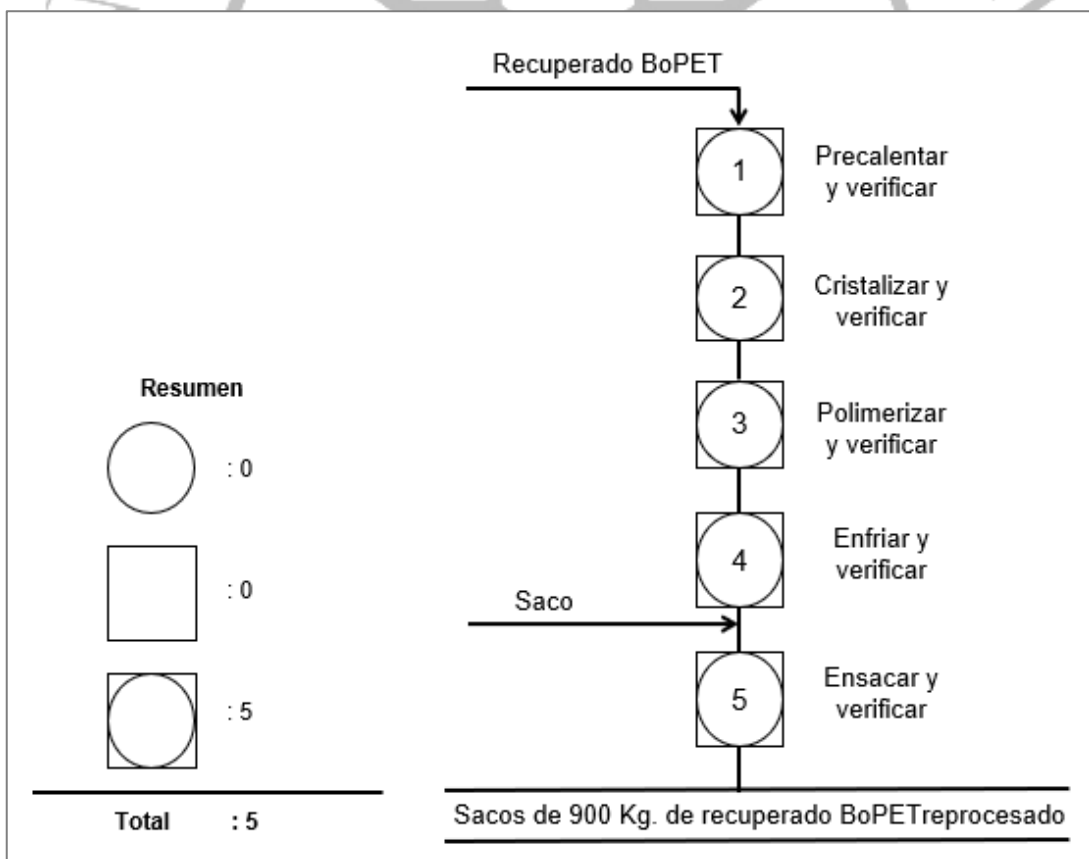 Recuperado BoPET
1
Precalentar
y verificar
2
Cristalizar y
verificar
3
Polimerizar
y verificar
4
Enfriar y
verificar
Saco
5
Ensacar y
verificar
Sacos de 900 Kg. de recuperado BoPETreprocesado
Resumen
: 0
: 0
: 5
Total : 5